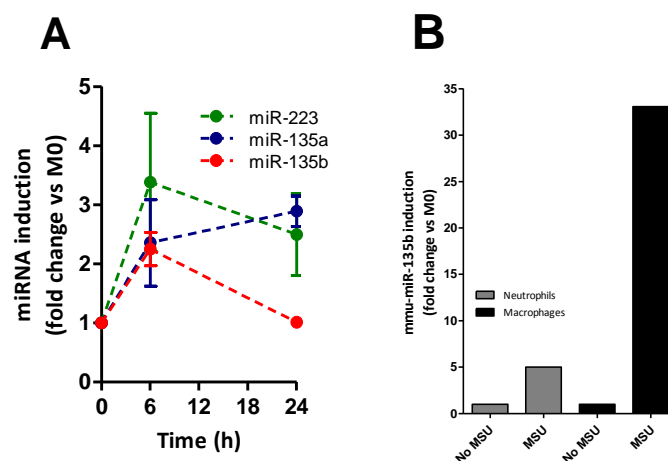 A
miRNA induction
(fold change vs M0)
5
4
3
2
1
0
0
6
12
18
24
Time (h)
miR-223
miR-135a
miR-135b
B
mmu-miR-135b induction
(fold change vs M0)
35
30
25
20
15
10
5
0
Neutrophils
Macrophages
No MSU
MSU
No MSU
MSU